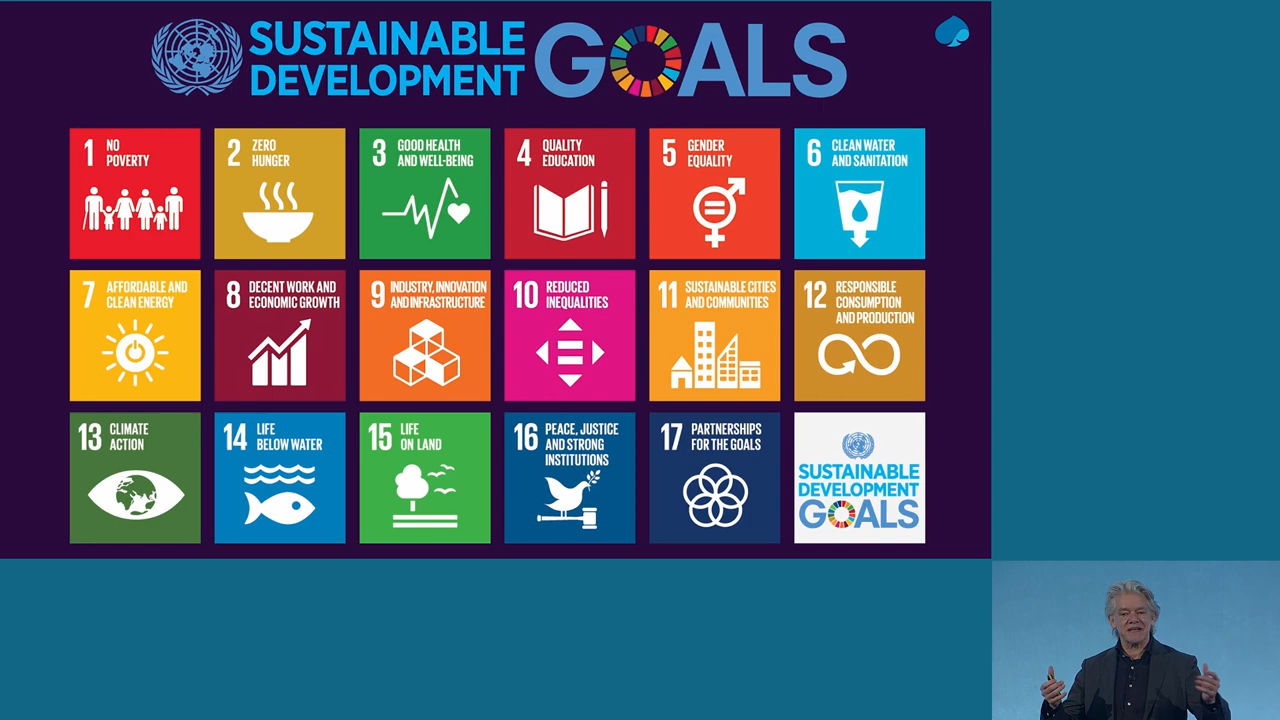 SUSTAINABLE
DEVELOPMENT
GOALS
1 NO
POVERTY
2 ZERO
HUNGER
3 GOOD HEALTH
AND WELL-BEING
4 QUALITY
EDUCATION
5 GENDER
EQUALITY
6 CLEAN WATER
AND SANITATION
7 AFFORDABLE AND
CLEAN ENERGY
8 DECENT WORK AND
ECONOMIC GROWTH
9 INDUSTRY, INNOVATION
AND INFRASTRUCTURE
10 REDUCED
INEQUALITIES
11 SUSTAINABLE CITIES
AND COMMUNITIES
12 RESPONSIBLE
CONSUMPTION
AND PRODUCTION
13 CLIMATE
ACTION
14 LIFE
BELOW WATER
15 LIFE
ON LAND
16 PEACE, JUSTICE
AND STRONG
INSTITUTIONS
17 PARTNERSHIPS
FOR THE GOALS
SUSTAINABLE
DEVELOPMENT
GOALS